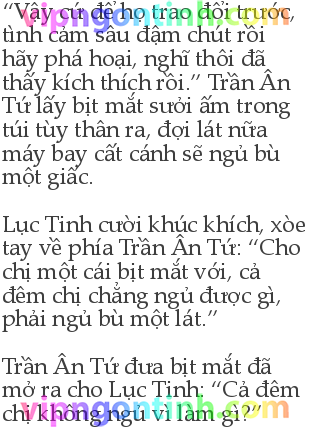 “Vậy cứ để họ trao đổi trước,
tình cảm sâu đậm chút rồi
hãy phá hoại, nghĩ thôi đã
thấy kích thích rồi.” Trần Ân
Tứ lấy bịt mắt sưởi ấm trong
túi tùy thân ra, đợi lát nữa
máy bay cất cánh sẽ ngủ bù
một giấc.
Lục Tinh cười khúc khích, xòe
tay về phía Trần Ân Tứ: “Cho
chị một cái bịt mắt với, cả
đêm chị chẳng ngủ được gì,
phải ngủ bù một lát.”
Trần Ân Tứ đưa bịt mắt đã
mở ra cho Lục Tinh: “Cả đêm
chị không ngủ vì làm gì?”
vipngontinh.com
vipngontinh.com